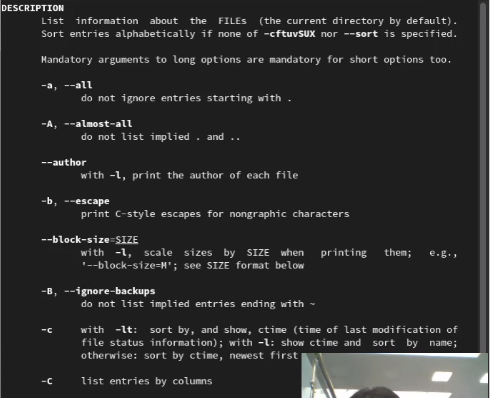 DESCRIPTION
List information about the FILEs (the current directory by default).
Sort entries alphabetically if none of -cftuvSUX nor --sort is specified.
Mandatory arguments to long options are mandatory for short options too.
-a, --all
do not ignore entries starting with .
-A, --almost-all
do not list implied . and ..
--author
with -l, print the author of each file
-b, --escape
print C-style escapes for nongraphic characters
--block-size=SIZE
with -l, scale sizes by SIZE when printing them; e.g.,
'--block-size=M'; see SIZE format below
-B, --ignore-backups
do not list implied entries ending with ~
-c with -lt: sort by, and show, ctime (time of last modification of
file status information); with -l: show ctime and sort by name;
otherwise: sort by ctime, newest first
-C list entries by columns